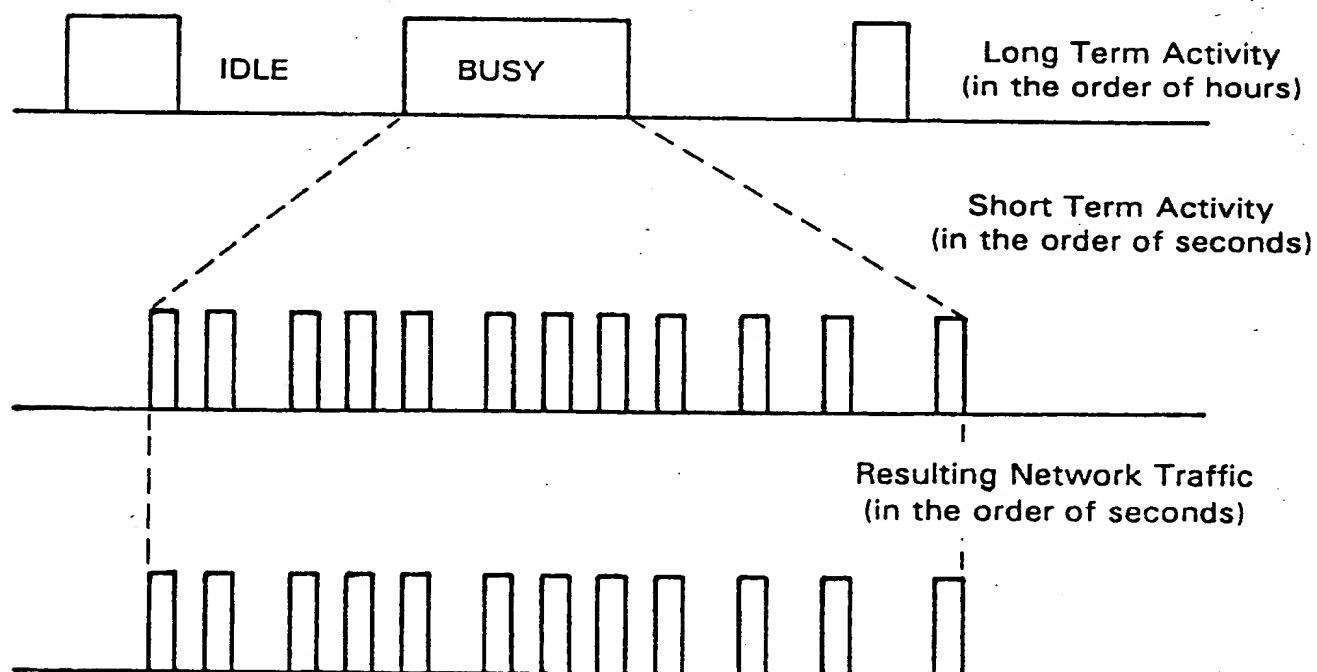 IDLE
BUSY
Long Term Activity
(in the order of hours)
Short Term Activity
(in the order of seconds)
Resulting Network Traffic
(in the order of seconds)